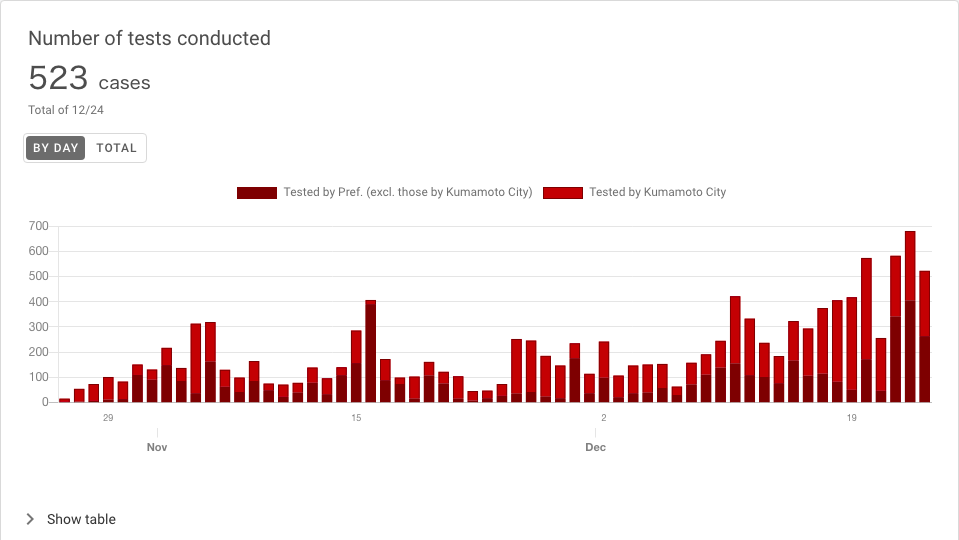 Number of tests conducted
523 cases
Total of 12/24
BY DAY TOTAL
Tested by Pref. (excl. those by Kumamoto City) Tested by Kumamoto City
700
600
500
400
300
200
100
0
29 15 2 19
Nov Dec
Show table